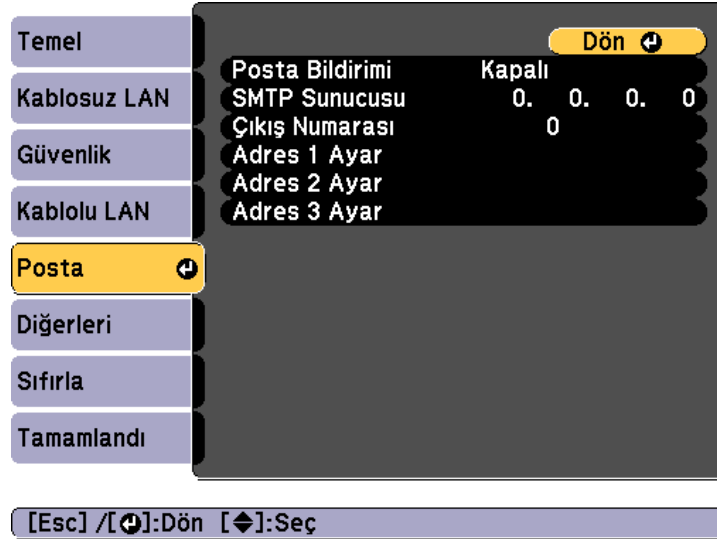 Temel
Kablosuz LAN
Güvenlik
Kablolu LAN
Posta
Diğerleri
Sıfırla
Tamamlandı
Dön
Posta Bildirimi Kapalı
SMTP Sunucusu 0. 0. 0. 0
Çıkış Numarası 0
Adres 1 Ayar
Adres 2 Ayar
Adres 3 Ayar
[Esc] /[ ]:Dön [ ]:Seç